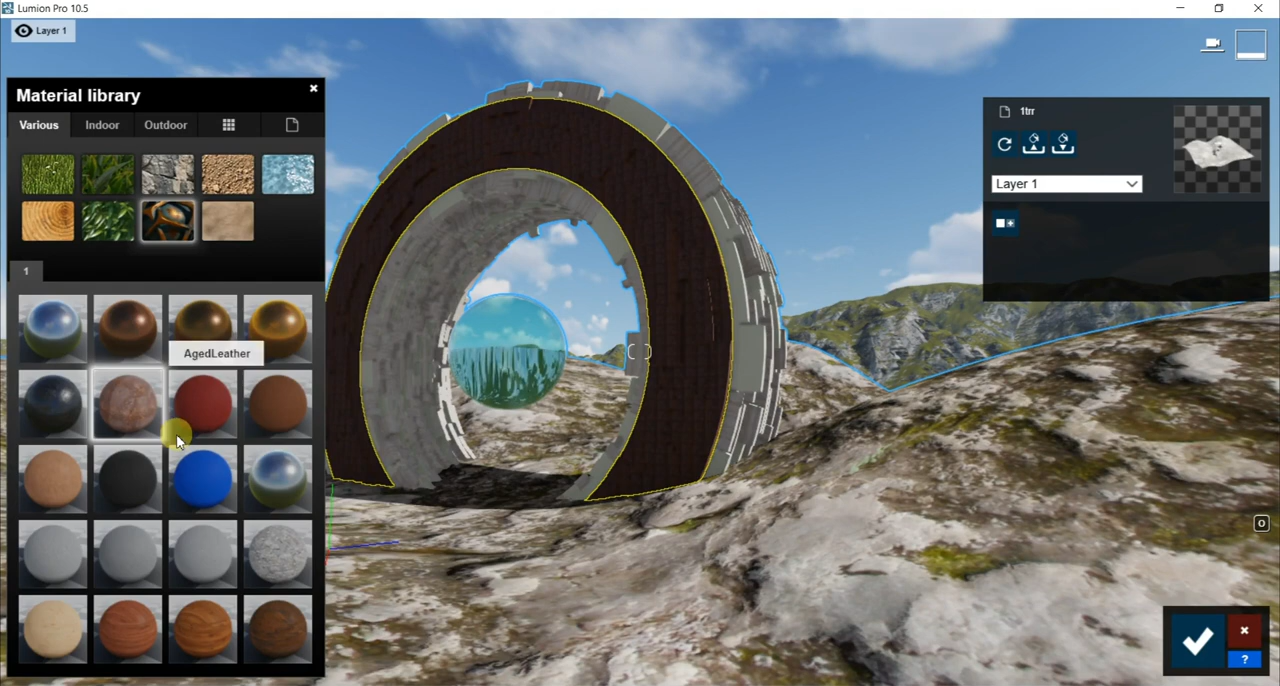 Lumion Pro 10.5
Layer 1
Material library
Various
Indoor
Outdoor
1
AgedLeather
1trr
Layer 1
O
?